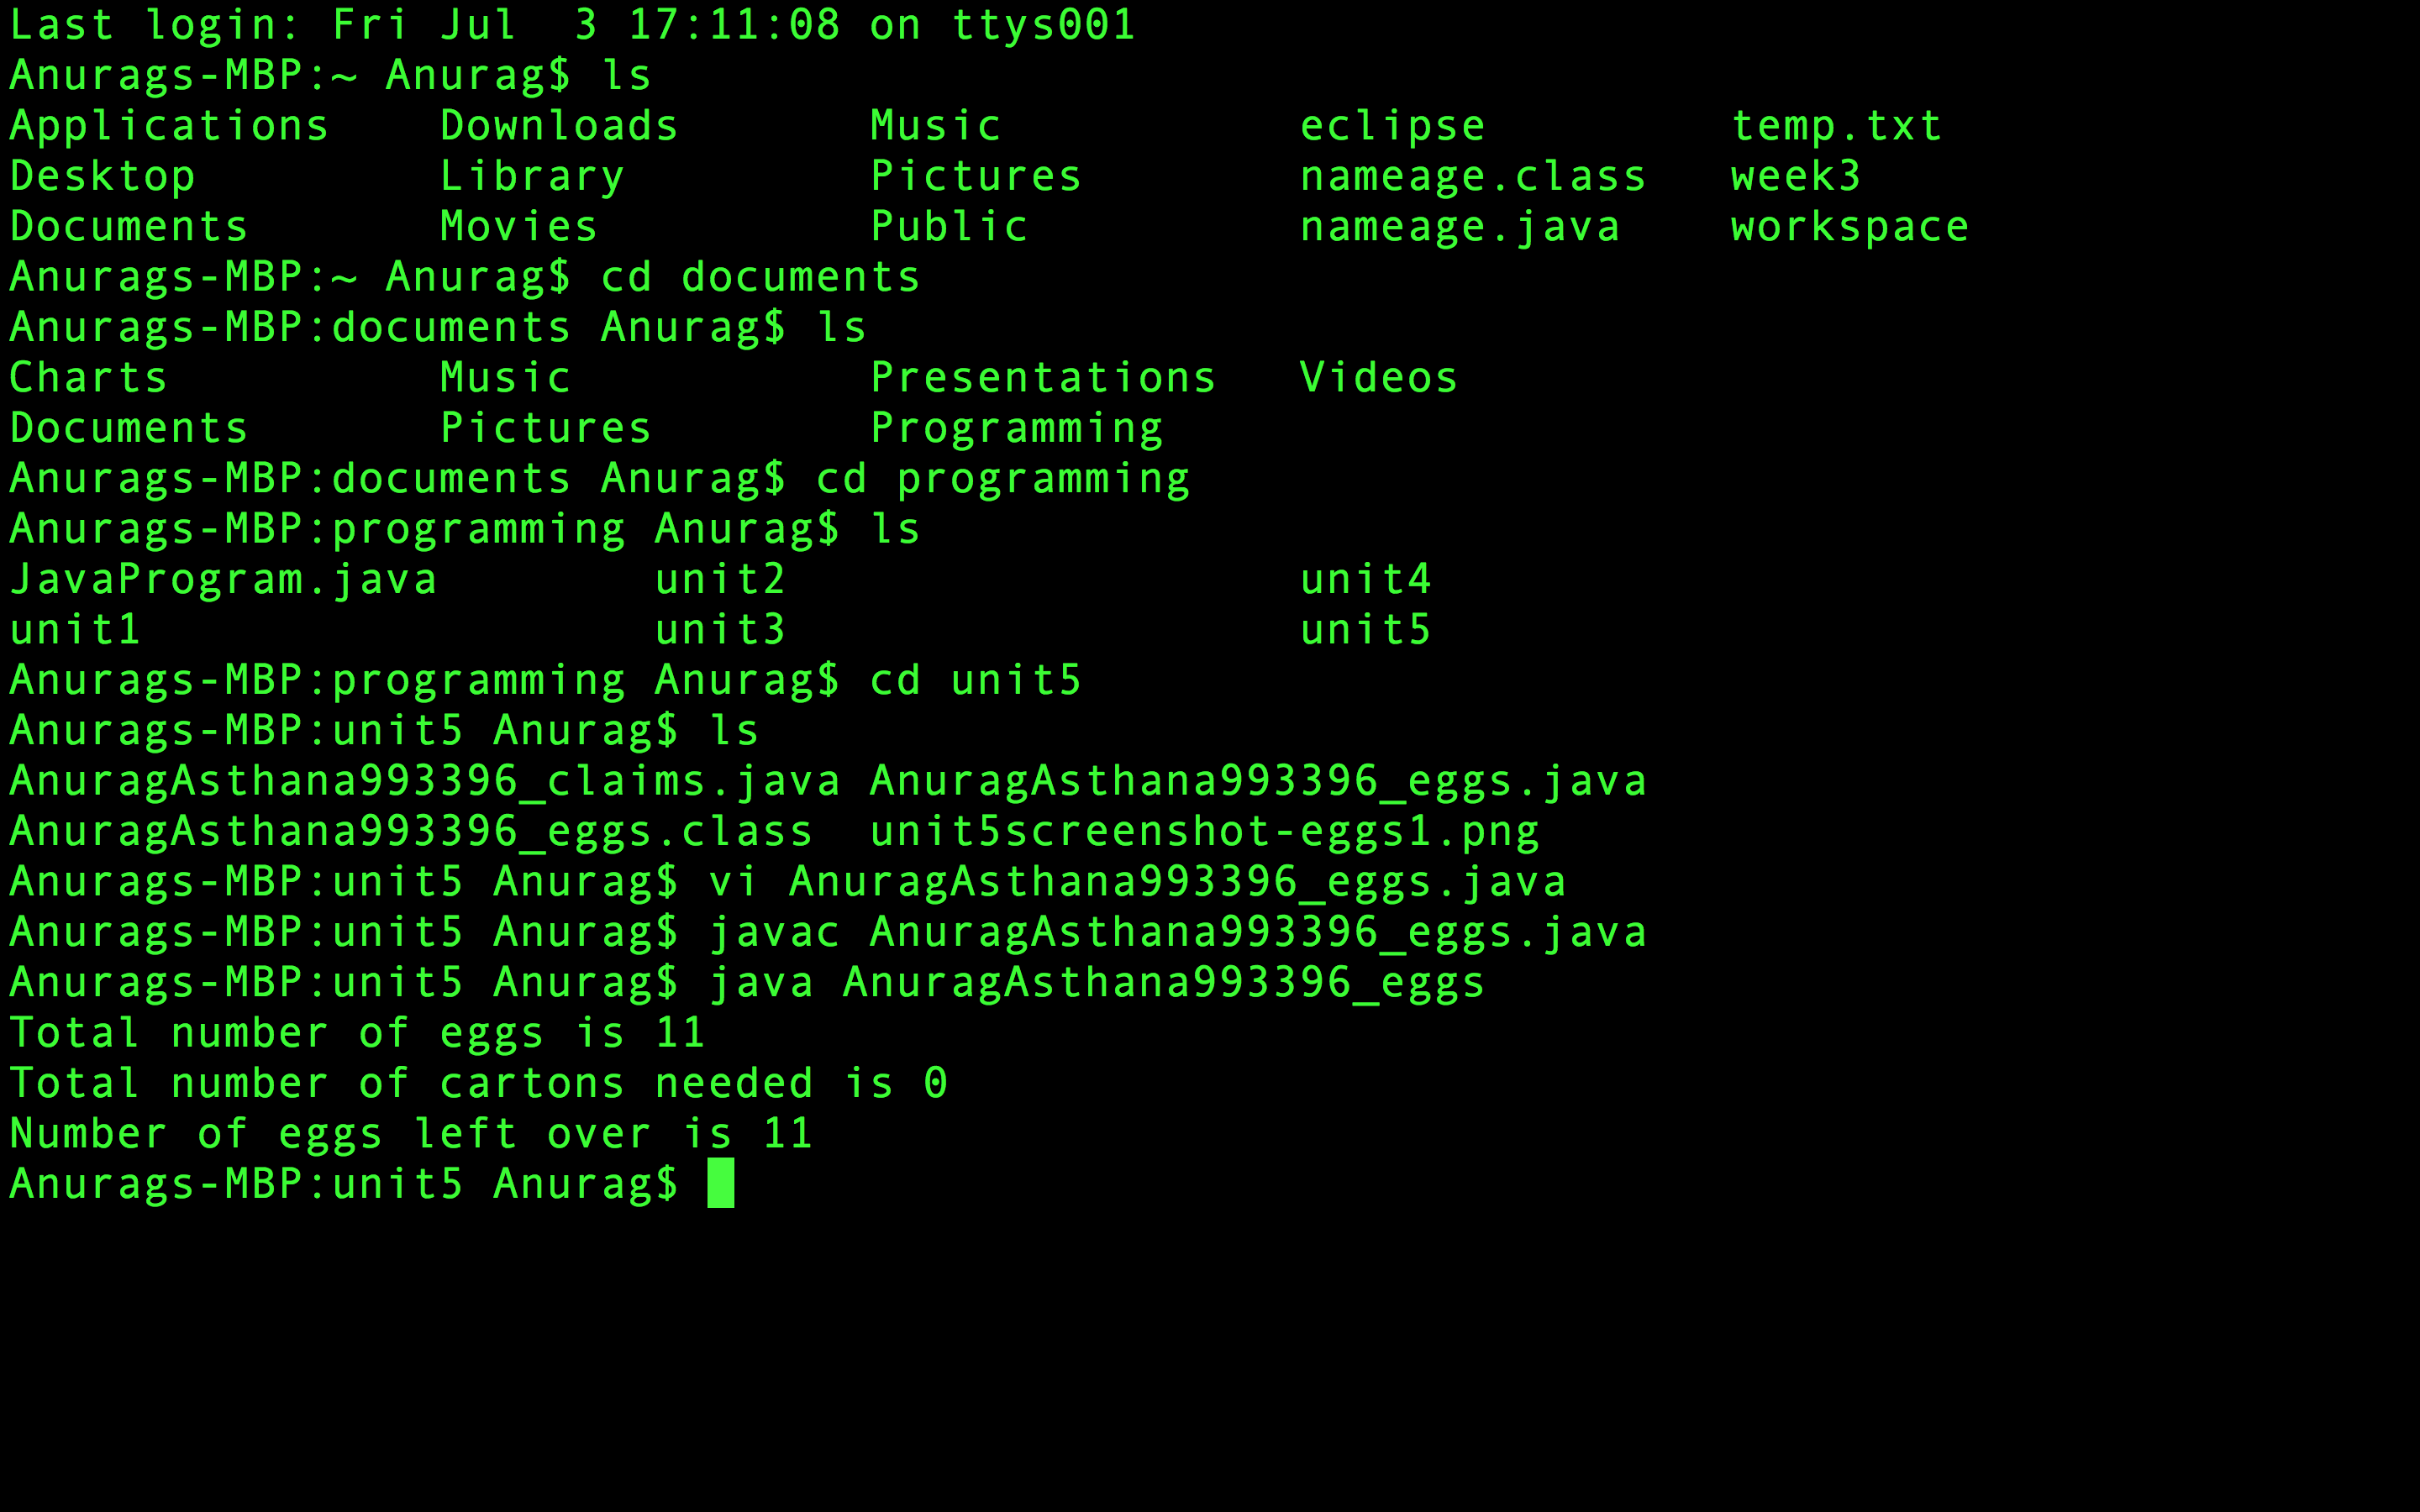 Last login: Fri Jul  3 17:11:08 on ttys001
Anurags-MBP:~ Anurag$ ls
Applications    Downloads       Music           eclipse         temp.txt
Desktop         Library         Pictures        nameage.class   week3
Documents       Movies          Public          nameage.java    workspace
Anurags-MBP:~ Anurag$ cd documents
Anurags-MBP:documents Anurag$ ls
Charts          Music           Presentations   Videos
Documents       Pictures        Programming
Anurags-MBP:documents Anurag$ cd programming
Anurags-MBP:programming Anurag$ ls
JavaProgram.java        unit2                   unit4
unit1                   unit3                   unit5
Anurags-MBP:programming Anurag$ cd unit5
Anurags-MBP:unit5 Anurag$ ls
AnuragAsthana993396_claims.java AnuragAsthana993396_eggs.java
AnuragAsthana993396_eggs.class  unit5screenshot-eggs1.png
Anurags-MBP:unit5 Anurag$ vi AnuragAsthana993396_eggs.java
Anurags-MBP:unit5 Anurag$ javac AnuragAsthana993396_eggs.java
Anurags-MBP:unit5 Anurag$ java AnuragAsthana993396_eggs
Total number of eggs is 11
Total number of cartons needed is 0
Number of eggs left over is 11
Anurags-MBP:unit5 Anurag$